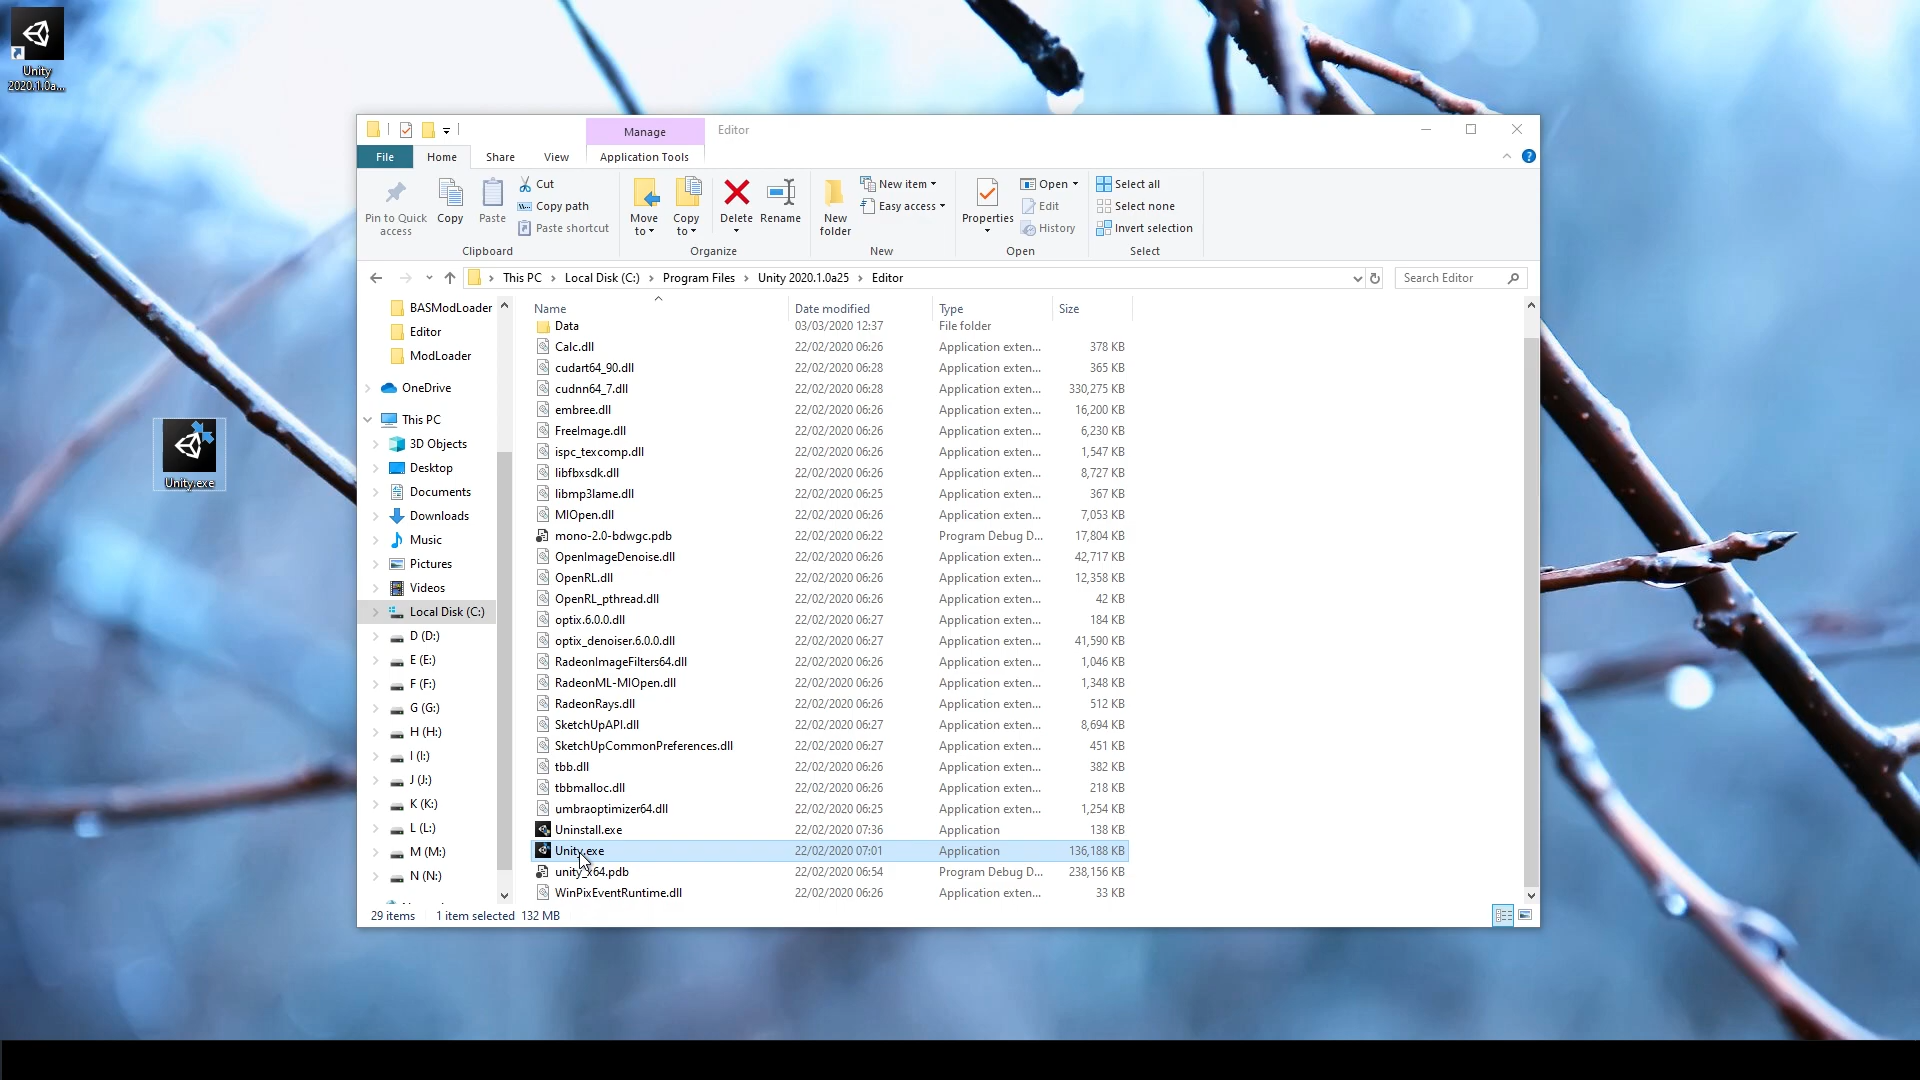 Unity
2020.1.0a...
Unity.exe
Manage
Editor
File
Home
Share
View
Application Tools
Pin to Quick access
Copy
Paste
Cut
Copy path
Paste shortcut
Clipboard
Move to
Copy to
Delete
Rename
Organize
New folder
New item
Easy access
New
Properties
Open
Edit
History
Open
Select all
Select none
Invert selection
Select
This PC
Local Disk (C:)
Program Files
Unity 2020.1.0a25
Editor
Search Editor
BASModLoader
Editor
ModLoader
OneDrive
This PC
3D Objects
Desktop
Documents
Downloads
Music
Pictures
Videos
Local Disk (C:)
D (D:)
E (E:)
F (F:)
G (G:)
H (H:)
I (I:)
J (J:)
K (K:)
L (L:)
M (M:)
N (N:)
Name Date modified Type Size
Data 03/03/2020 12:37 File folder
Calc.dll 22/02/2020 06:26 Application exten... 378 KB
cudart64_90.dll 22/02/2020 06:28 Application exten... 365 KB
cudnn64_7.dll 22/02/2020 06:28 Application exten... 330,275 KB
embree.dll 22/02/2020 06:26 Application exten... 16,200 KB
FreeImage.dll 22/02/2020 06:26 Application exten... 6,230 KB
ispc_texcomp.dll 22/02/2020 06:26 Application exten... 1,547 KB
libfbxsdk.dll 22/02/2020 06:26 Application exten... 8,727 KB
libmp3lame.dll 22/02/2020 06:25 Application exten... 367 KB
MIOpen.dll 22/02/2020 06:26 Application exten... 7,053 KB
mono-2.0-bdwgc.pdb 22/02/2020 06:22 Program Debug D... 17,804 KB
OpenImageDenoise.dll 22/02/2020 06:26 Application exten... 42,717 KB
OpenRL.dll 22/02/2020 06:26 Application exten... 12,358 KB
OpenRL_pthread.dll 22/02/2020 06:26 Application exten... 42 KB
optix.6.0.0.dll 22/02/2020 06:27 Application exten... 184 KB
optix_denoiser.6.0.0.dll 22/02/2020 06:27 Application exten... 41,590 KB
RadeonImageFilters64.dll 22/02/2020 06:26 Application exten... 1,046 KB
RadeonML-MIOpen.dll 22/02/2020 06:26 Application exten... 1,348 KB
RadeonRays.dll 22/02/2020 06:26 Application exten... 512 KB
SketchUpAPI.dll 22/02/2020 06:27 Application exten... 8,694 KB
SketchUpCommonPreferences.dll 22/02/2020 06:27 Application exten... 451 KB
tbb.dll 22/02/2020 06:26 Application exten... 382 KB
tbbmalloc.dll 22/02/2020 06:26 Application exten... 218 KB
umbraoptimizer64.dll 22/02/2020 06:25 Application exten... 1,254 KB
Uninstall.exe 22/02/2020 07:36 Application 138 KB
Unity.exe 22/02/2020 07:01 Application 136,188 KB
unity_x64.pdb 22/02/2020 06:54 Program Debug D... 238,156 KB
WinPixEventRuntime.dll 22/02/2020 06:26 Application exten... 33 KB
29 items 1 item selected 132 MB